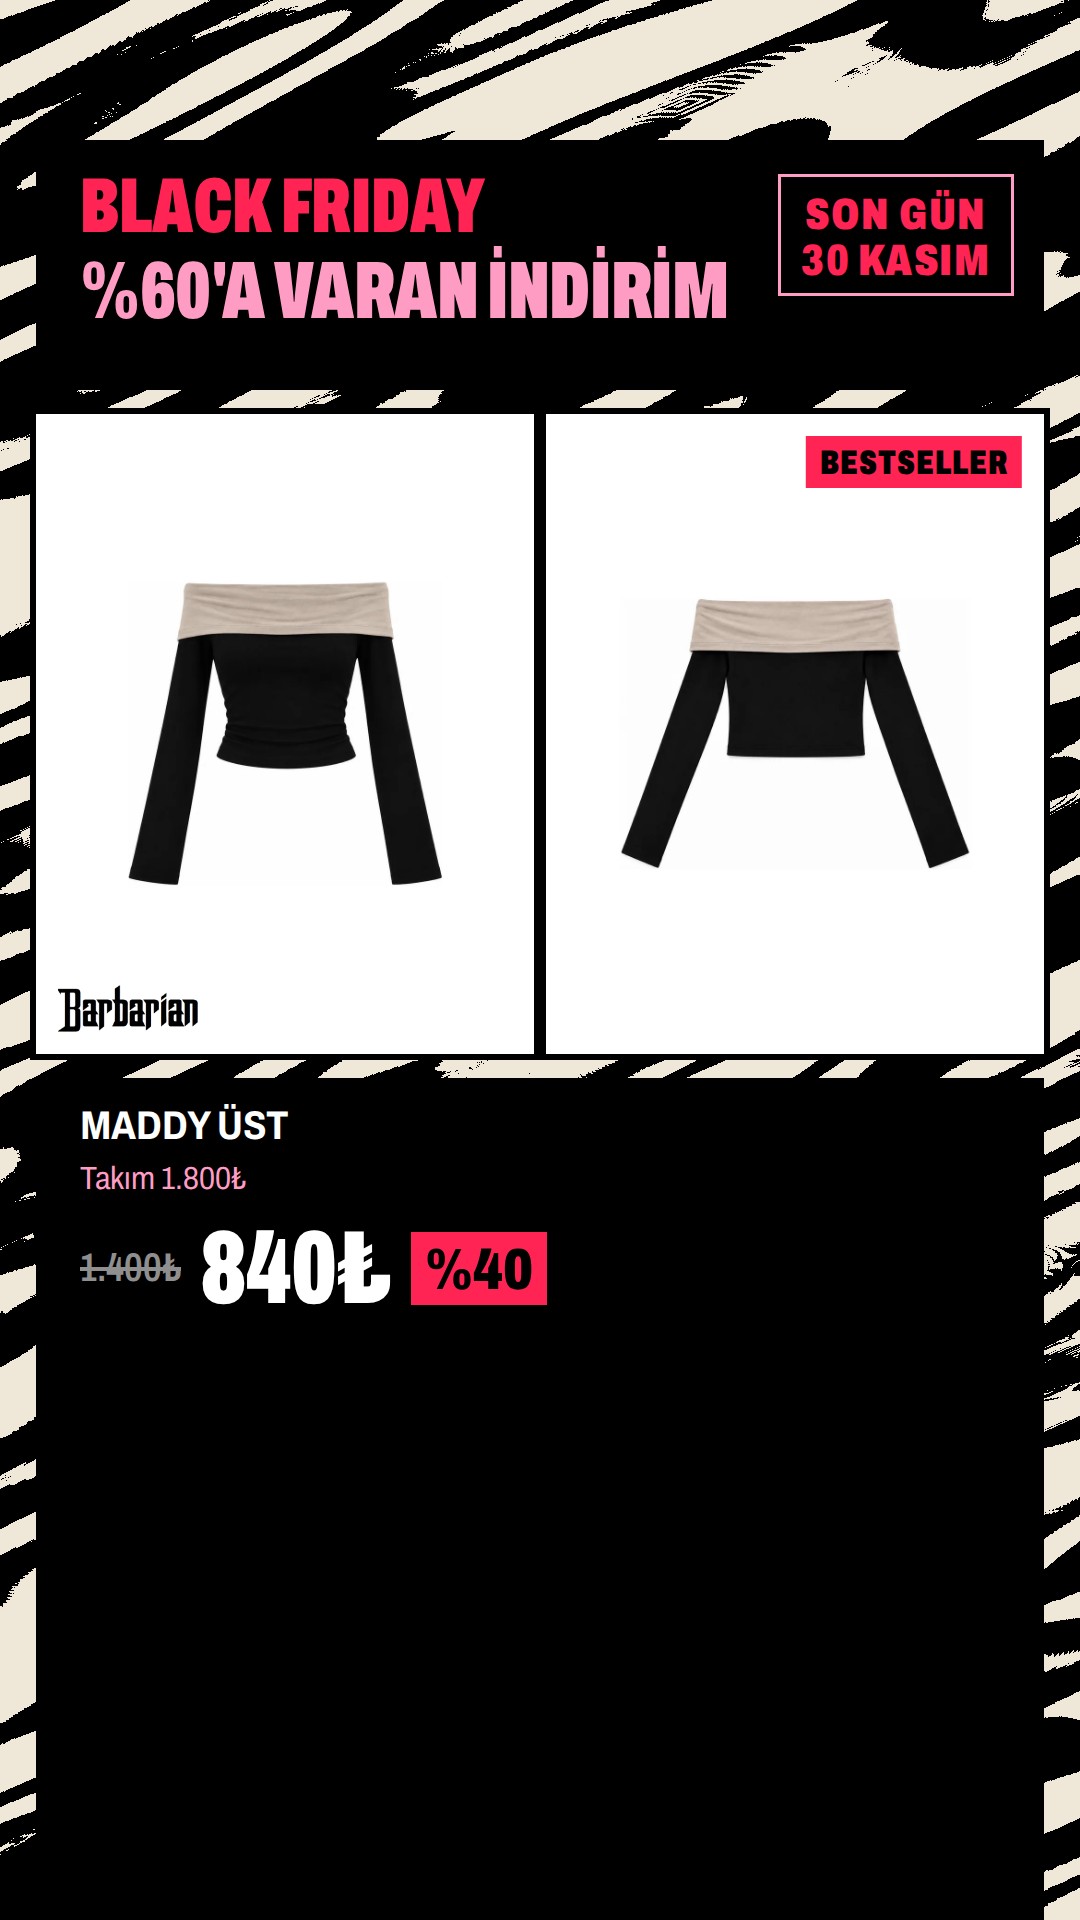 BLACK FRIDAY
%60'A VARAN İNDİRİM
SON GÜN
30 KASIM
BESTSELLER
Barbarian
MADDY ÜST
Takım 1.800₺
1.400₺ 840₺ %40